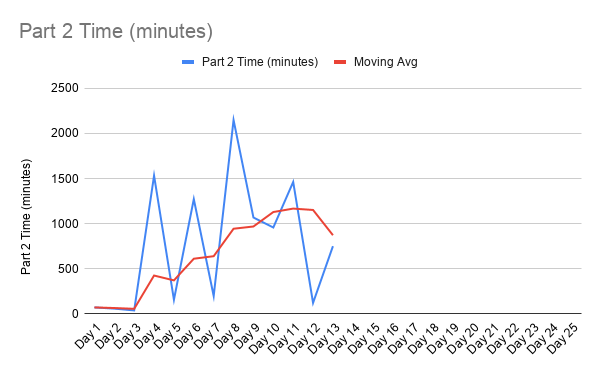 Part 2 Time (minutes)
Part 2 Time (minutes) Moving Avg
Part 2 Time (minutes)
2500
2000
1500
1000
500
0
Day 1
Day 2
Day 3
Day 4
Day 5
Day 6
Day 7
Day 8
Day 9
Day 10
Day 11
Day 12
Day 13
Day 14
Day 15
Day 16
Day 17
Day 18
Day 19
Day 20
Day 21
Day 22
Day 23
Day 24
Day 25